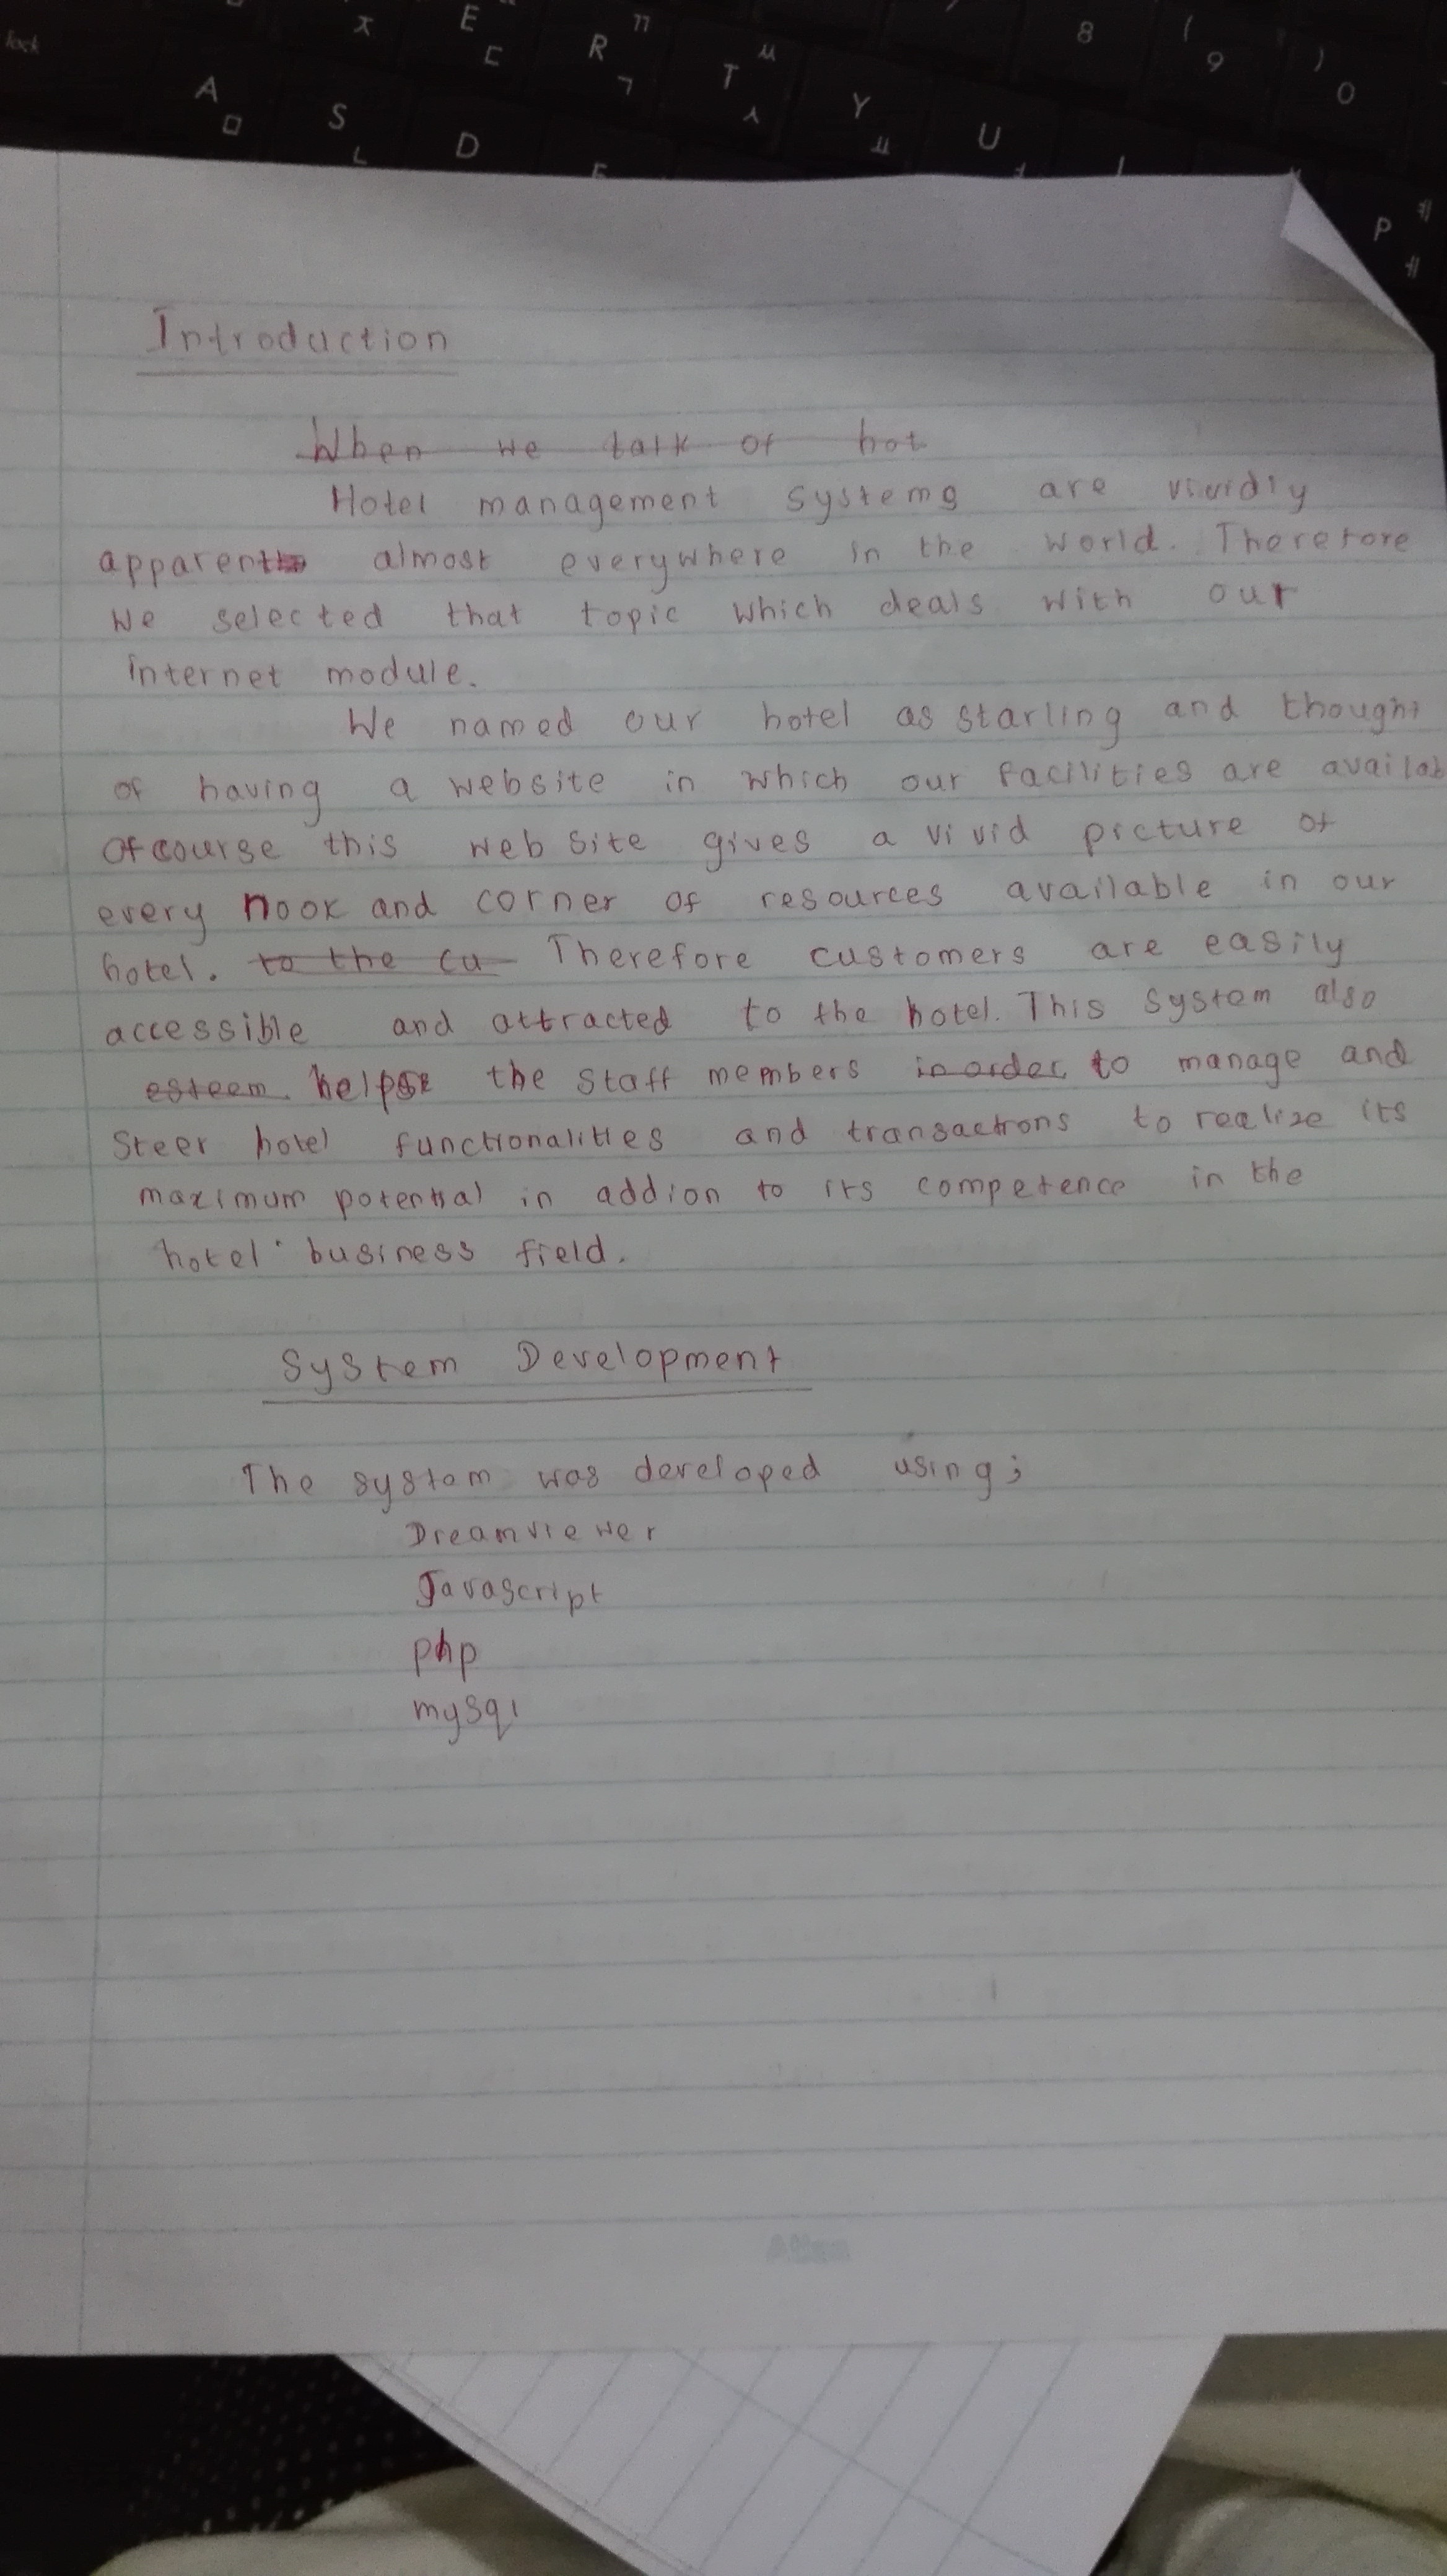 Introduction
When we talk of hot
Hotel management systems are vividly
apparent almost everywhere in the world. Therefore
we selected that topic which deals with our
internet module.
We named our hotel as starling and thought
of having a website in which our facilities are availab
Ofcourse this web site gives a vivid picture of
every nook and corner of resources available in our
hotel. to the cu Therefore customers are easily
accessible and attracted to the hotel. This system also
esteem helps the staff members in order to manage and
Steer hotel functionalities and transactions to realize its
maximum potential in addion to its competence in the
hotel business field.
System Development
The system was developed using;
Dreamviewer
Javascript
php
mysql
Atlas
lock
E
R
T
Y
U
8
( 9
) 0
A
S
D
F
P